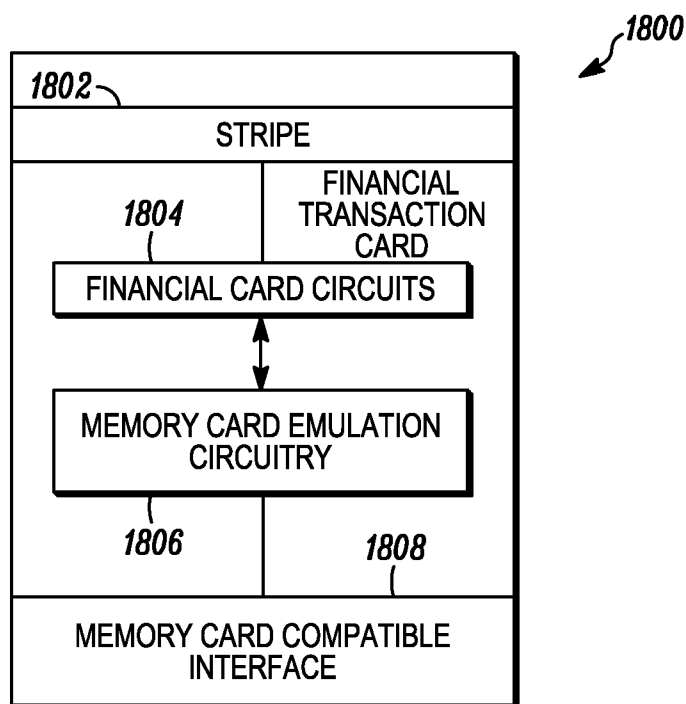 1800
1802
STRIPE
FINANCIAL
TRANSACTION
CARD
1804
FINANCIAL CARD CIRCUITS
MEMORY CARD EMULATION
CIRCUITRY
1806
1808
MEMORY CARD COMPATIBLE
INTERFACE